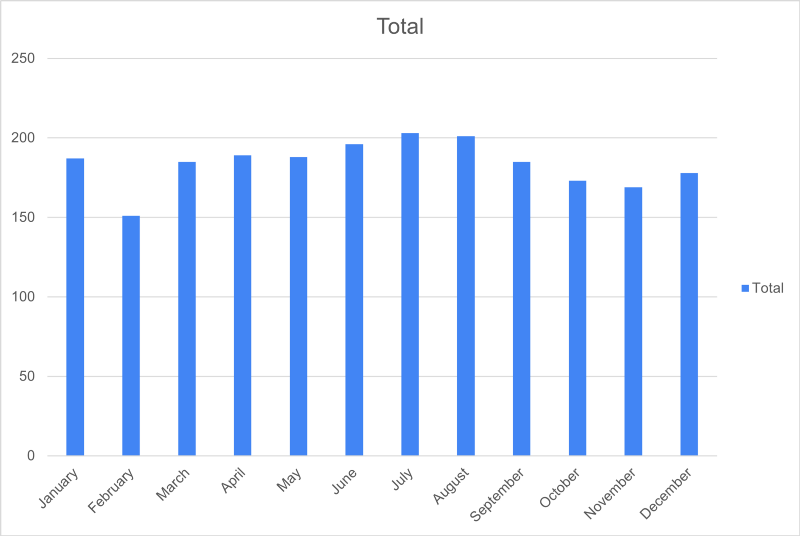 Total
250
200
150
100
50
0
Total
January
February
March
April
May
June
July
August
September
October
November
December